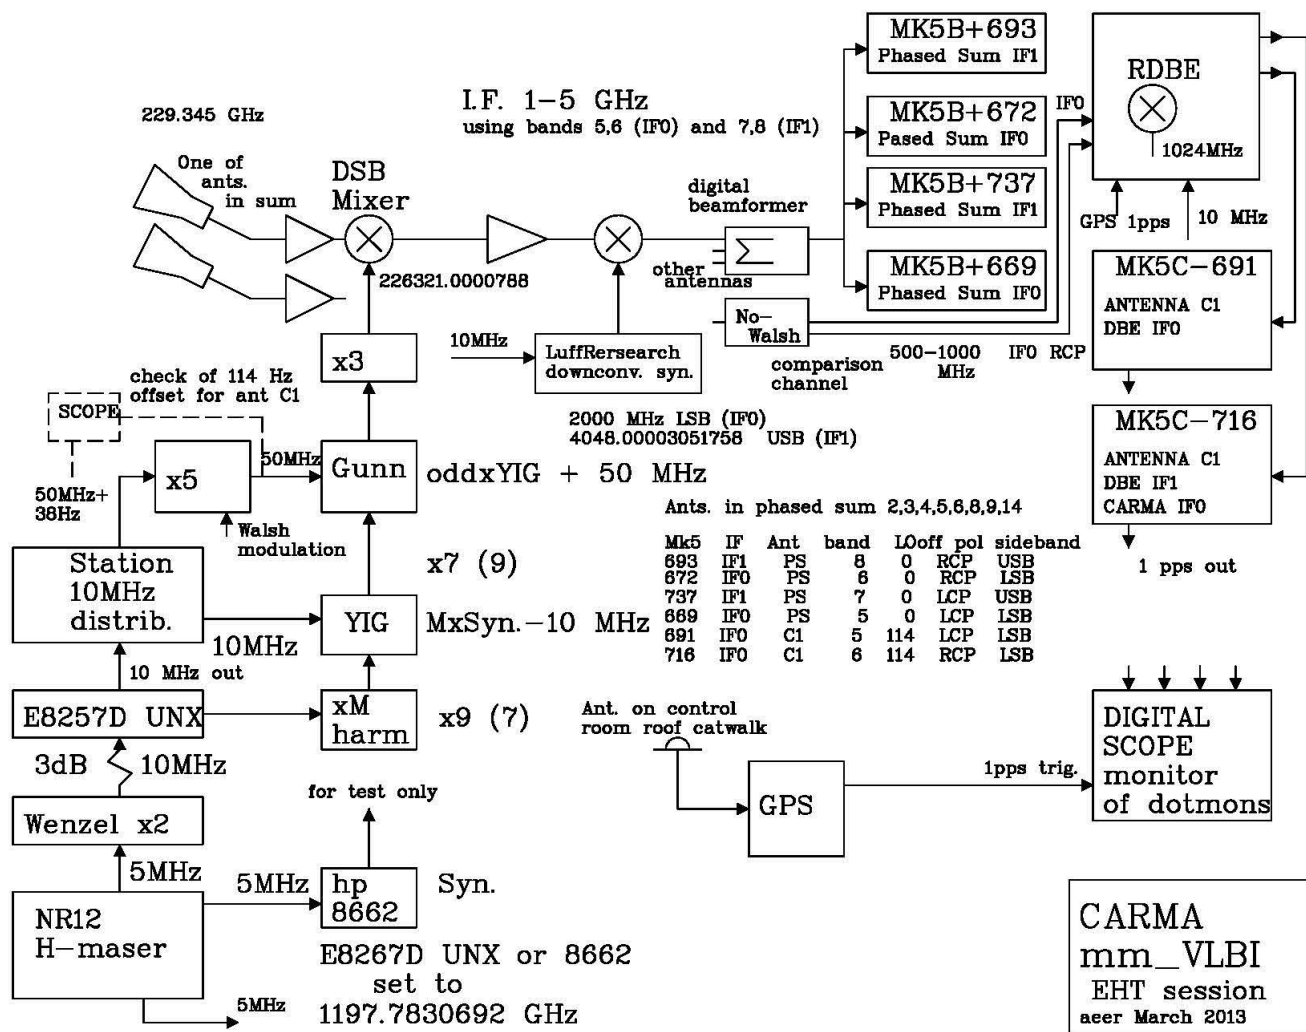 MK5B+693
Phased Sum IF1
RDBE
1024MHz
I.F. 1-5 GHz
using bands 5,6 (IF0) and 7,8 (IF1)
MK5B+672
Pased Sum IF0
IF0
229.345 GHz
One of
ants.
in sum
DSB
Mixer
digital
beamformer
MK5B+737
Phased Sum IF1
GPS 1pps
10 MHz
226321.0000788
other
antennas
MK5B+669
Phased Sum IF0
MK5C-691
ANTENNA C1
DBE IF0
No-
Walsh
10MHz
LuffRersearch
downconv. syn.
comparison
channel
500-1000 IF0 RCP
MHz
x3
check of 114 Hz
offset for ant C1
SCOPE
2000 MHz LSB (IF0)
4048.00003051758 USB (IF1)
MK5C-716
ANTENNA C1
DBE IF1
CARMA IF0
x5
50MHz
Gunn
oddxYIG + 50 MHz
50MHz+
38Hz
Walsh
modulation
Ants. in phased sum 2,3,4,5,6,8,9,14
Mk5 IF Ant band LOoff pol sideband
693 IF1 PS 8 0 RCP USB
672 IF0 PS 6 0 RCP LSB
737 IF1 PS 7 0 LCP USB
669 IF0 PS 5 0 LCP LSB
691 IF0 C1 5 114 LCP LSB
716 IF0 C1 6 114 RCP LSB
1 pps out
Station
10MHz
distrib.
x7 (9)
YIG
MxSyn.-10 MHz
10MHz
10 MHz out
E8257D UNX
xM
harm
x9 (7)
Ant. on control
room roof catwalk
DIGITAL
SCOPE
monitor
of dotmons
3dB
10MHz
1pps trig.
GPS
for test only
Wenzel x2
5MHz
5MHz
hp
8662
Syn.
NR12
H-maser
E8267D UNX or 8662
set to
1197.7830692 GHz
5MHz
CARMA
mm_VLBI
EHT session
aeer March 2013